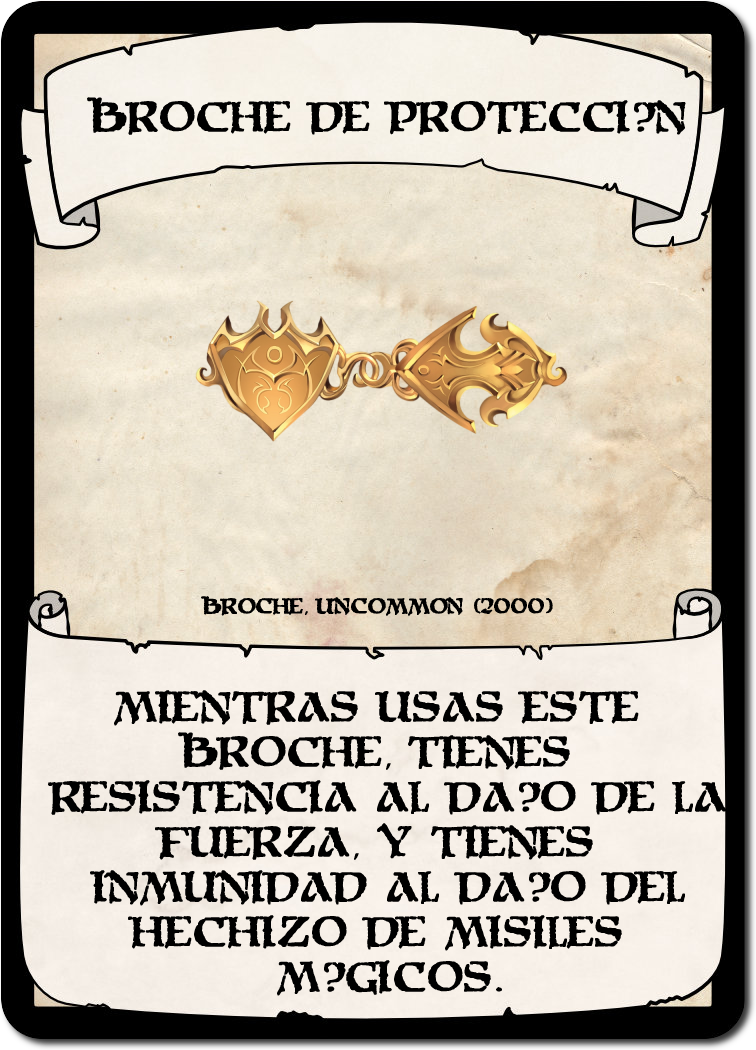 Broche de protecci?n
Broche, uncommon (2000)
Mientras usas este
broche, tienes
resistencia al da?o de la
fuerza, y tienes
inmunidad al da?o del
hechizo de misiles
m?gicos.